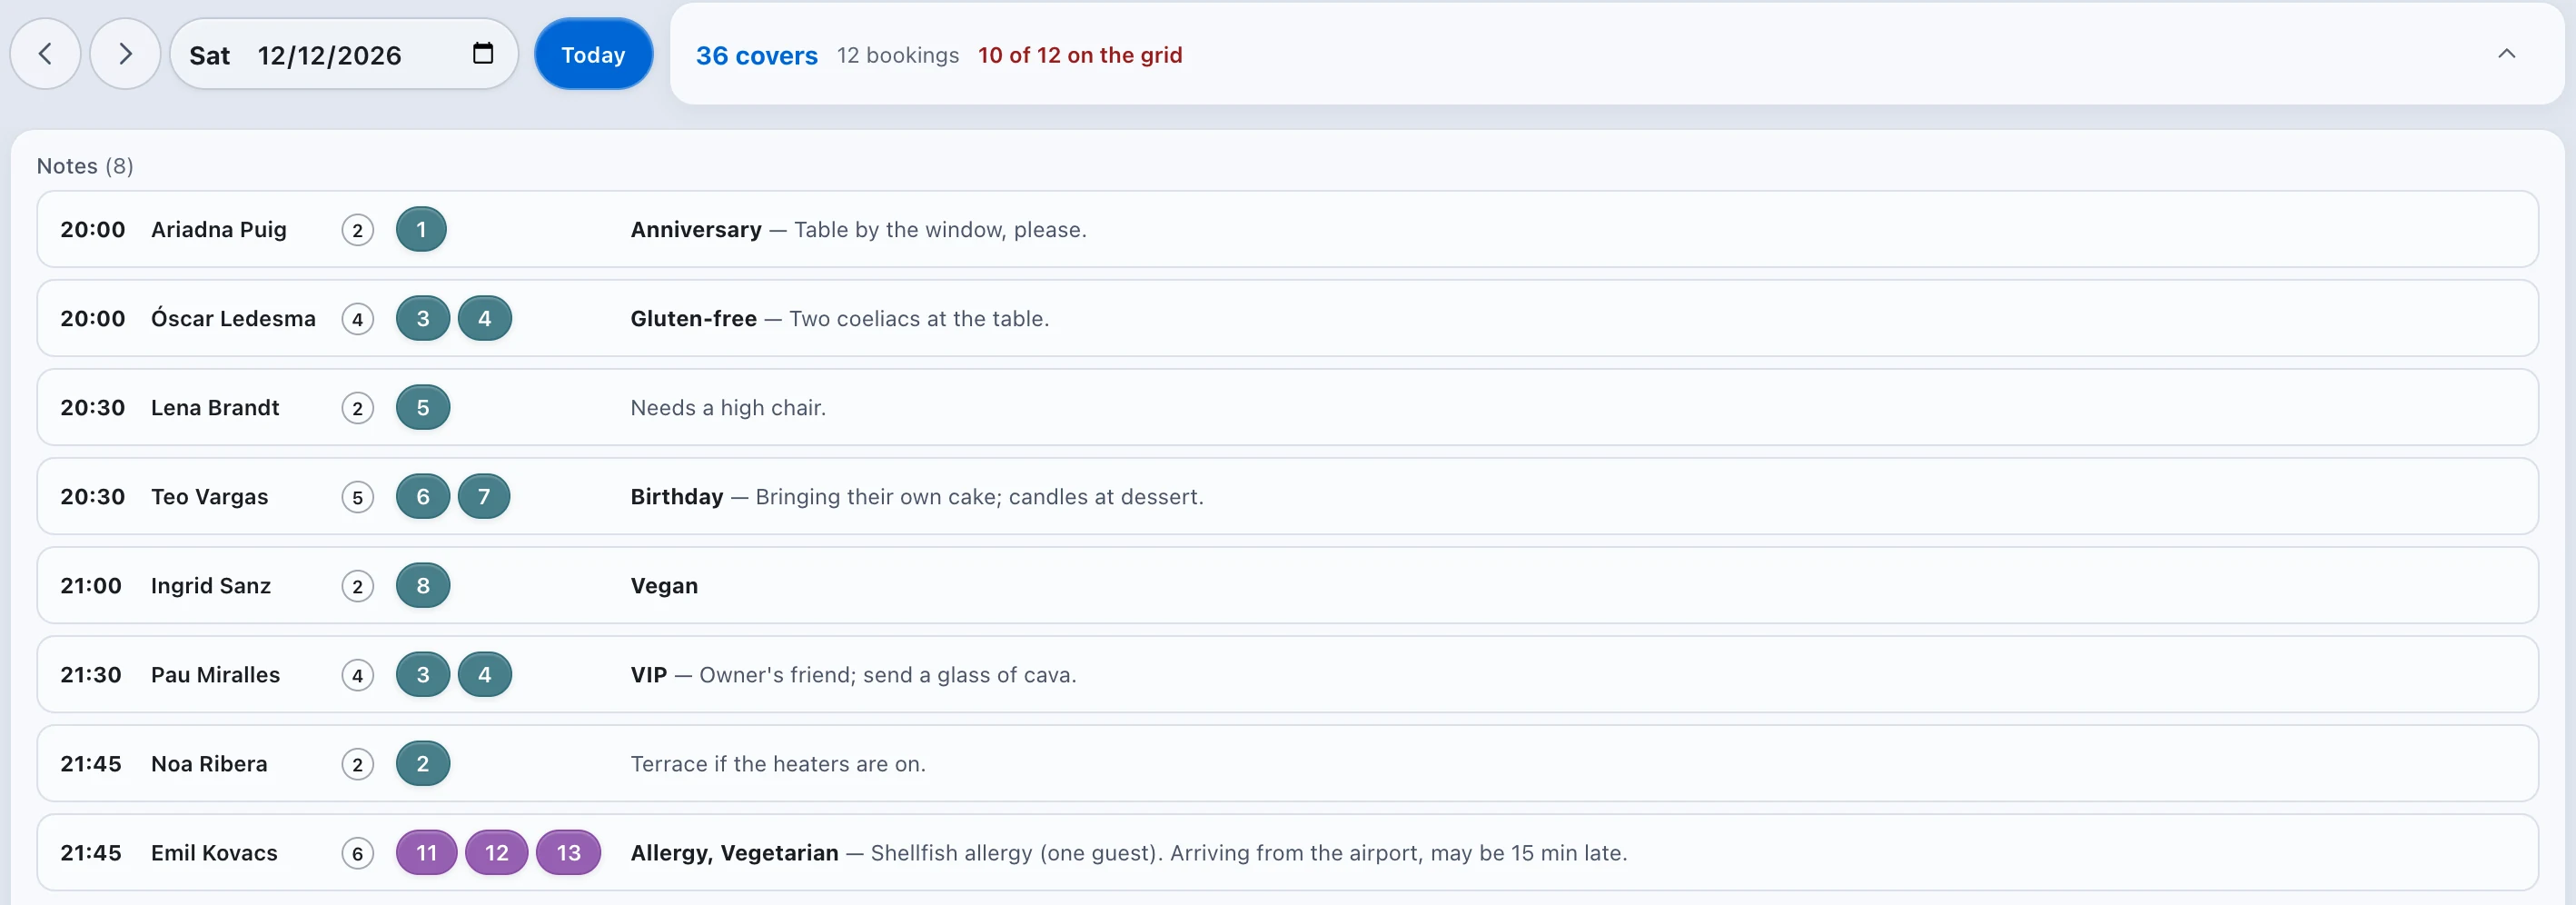 Sat 12/12/2026 Today 36 covers 12 bookings 10 of 12 on the grid
Notes (8)
20:00 Ariadna Puig 2 1 Anniversary — Table by the window, please.
20:00 Óscar Ledesma 4 3 4 Gluten-free — Two coeliacs at the table.
20:30 Lena Brandt 2 5 Needs a high chair.
20:30 Teo Vargas 5 6 7 Birthday — Bringing their own cake; candles at dessert.
21:00 Ingrid Sanz 2 8 Vegan
21:30 Pau Miralles 4 3 4 VIP — Owner's friend; send a glass of cava.
21:45 Noa Ribera 2 2 Terrace if the heaters are on.
21:45 Emil Kovacs 6 11 12 13 Allergy, Vegetarian — Shellfish allergy (one guest). Arriving from the airport, may be 15 min late.